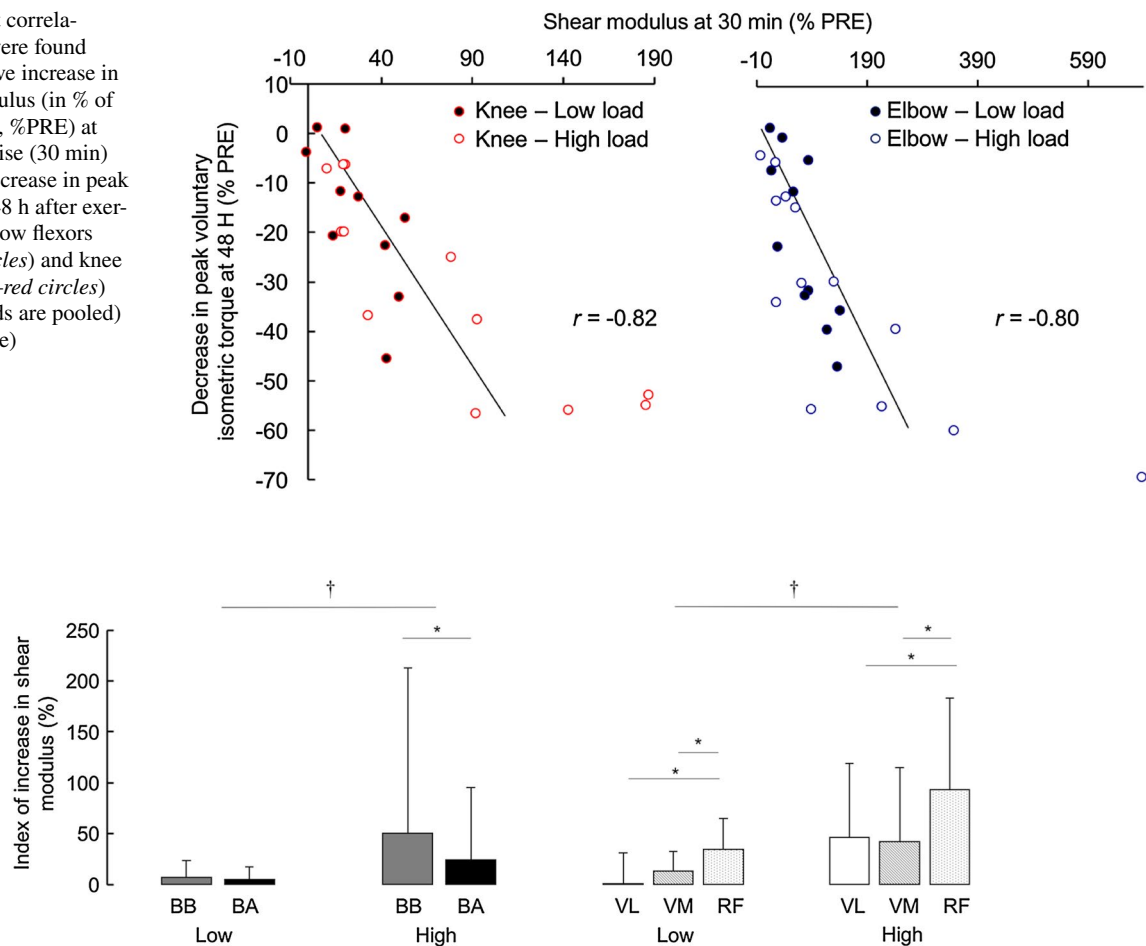 t correla-
vere found
ve increase in
ulus (in % of
, %PRE) at
ise (30 min)
crease in peak
48 h after exer-
ow flexors
cles) and knee
–red circles)
ds are pooled)
e)
Shear modulus at 30 min (% PRE)
-10 40 90 140 190
-10 190 390 590
10
0
-10
-20
-30
-40
-50
-60
-70
Decrease in peak voluntary
isometric torque at 48 H (% PRE)
Knee – Low load
Knee – High load
r = -0.82
Elbow – Low load
Elbow – High load
r = -0.80
† †
* *
*
*
*
250
200
150
100
50
0
Index of increase in shear
modulus (%)
BB BA BB BA VL VM RF VL VM RF
Low High Low High